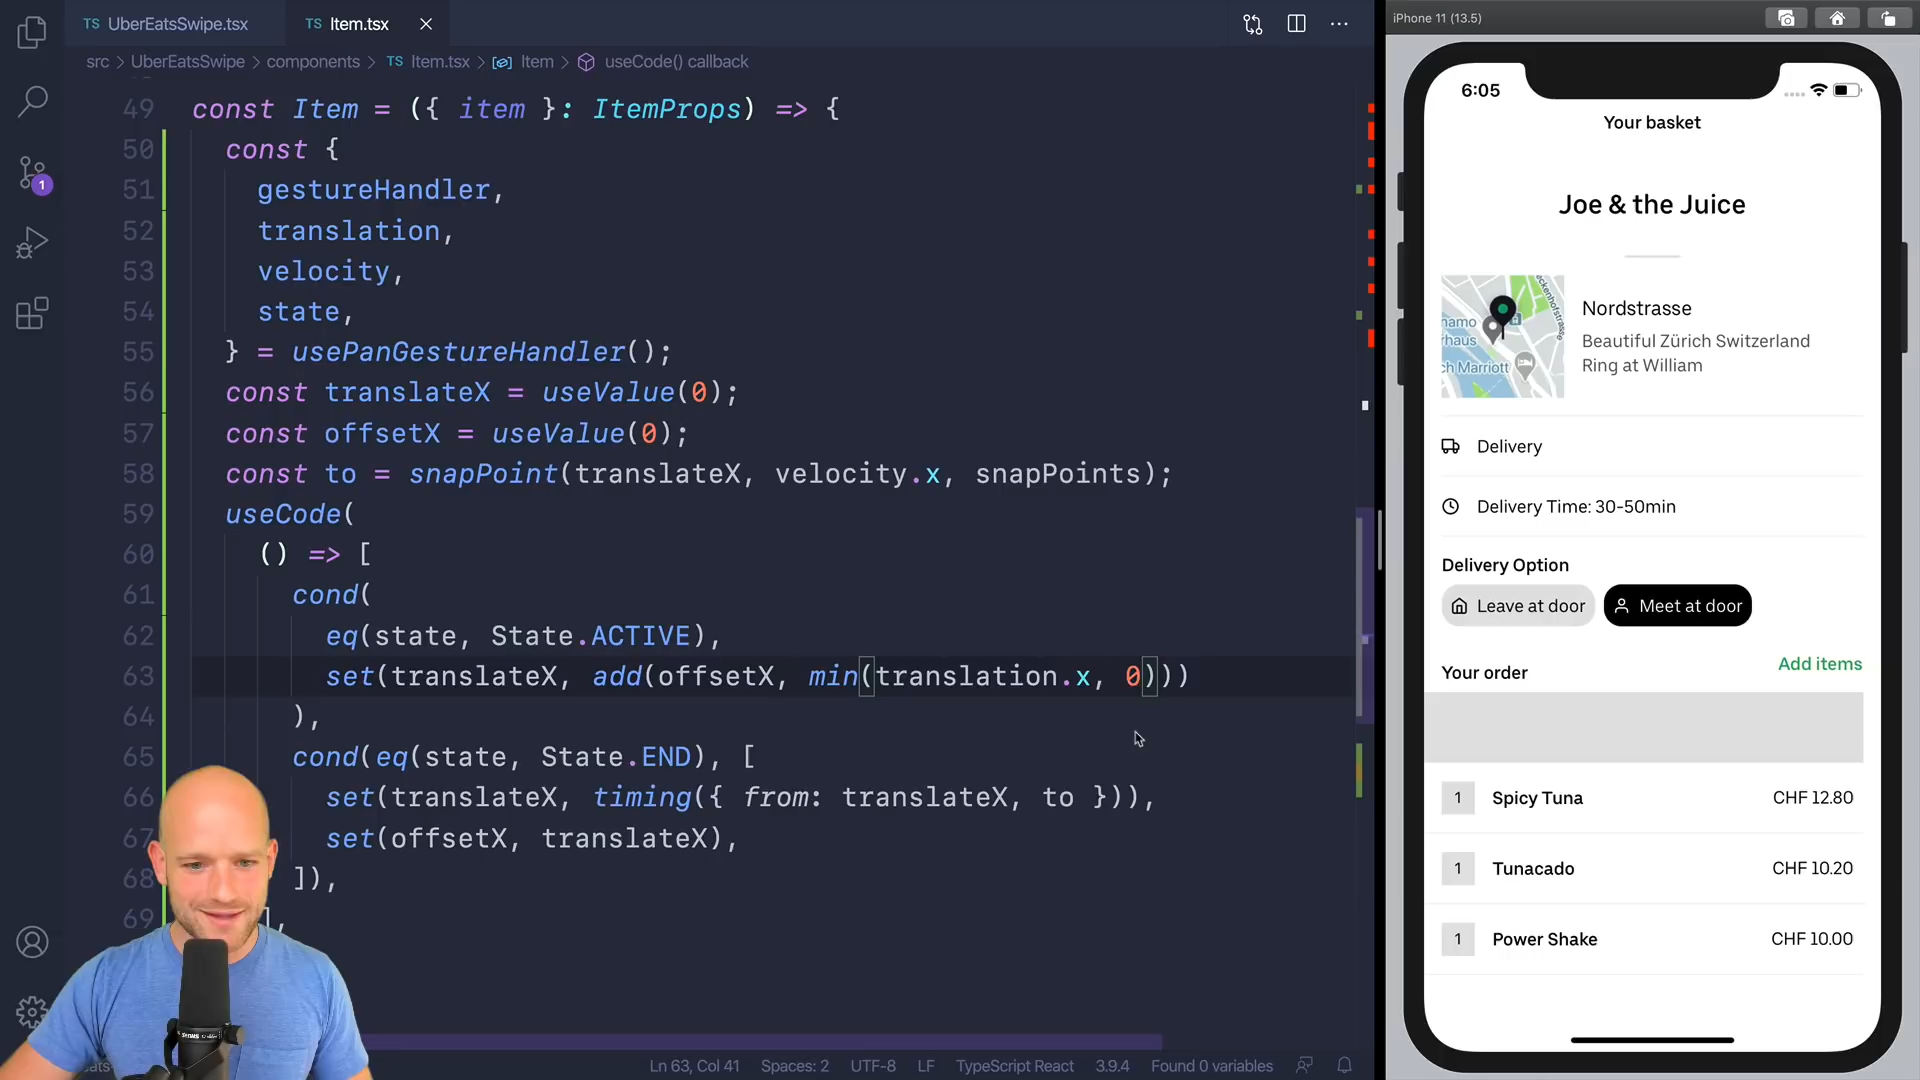 TS UberEatsSwipe.tsx
TS Item.tsx
src > UberEatsSwipe > components > TS Item.tsx > Item > useCode() callback
1
49 const Item = ({ item }: ItemProps) => {
50 const {
51 gestureHandler,
52 translation,
53 velocity,
54 state,
55 } = usePanGestureHandler();
56 const translateX = useValue(0);
57 const offsetX = useValue(0);
58 const to = snapPoint(translateX, velocity.x, snapPoints);
59 useCode(
60 () => [
61 cond(
62 eq(state, State.ACTIVE),
63 set(translateX, add(offsetX, min(translation.x, 0)))
64 ),
65 cond(eq(state, State.END), [
66 set(translateX, timing({ from: translateX, to })),
67 set(offsetX, translateX),
68 ]),
69 ],
Ln 63, Col 41 Spaces: 2 UTF-8 LF TypeScript React 3.9.4 Found 0 variables
iPhone 11 (13.5)
6:05
Your basket
Joe & the Juice
Nordstrasse
Beautiful Zürich Switzerland
Ring at William
ch Marriott
Delivery
Delivery Time: 30-50min
Delivery Option
Leave at door
Meet at door
Your order
Add items
1 Spicy Tuna CHF 12.80
1 Tunacado CHF 10.20
1 Power Shake CHF 10.00